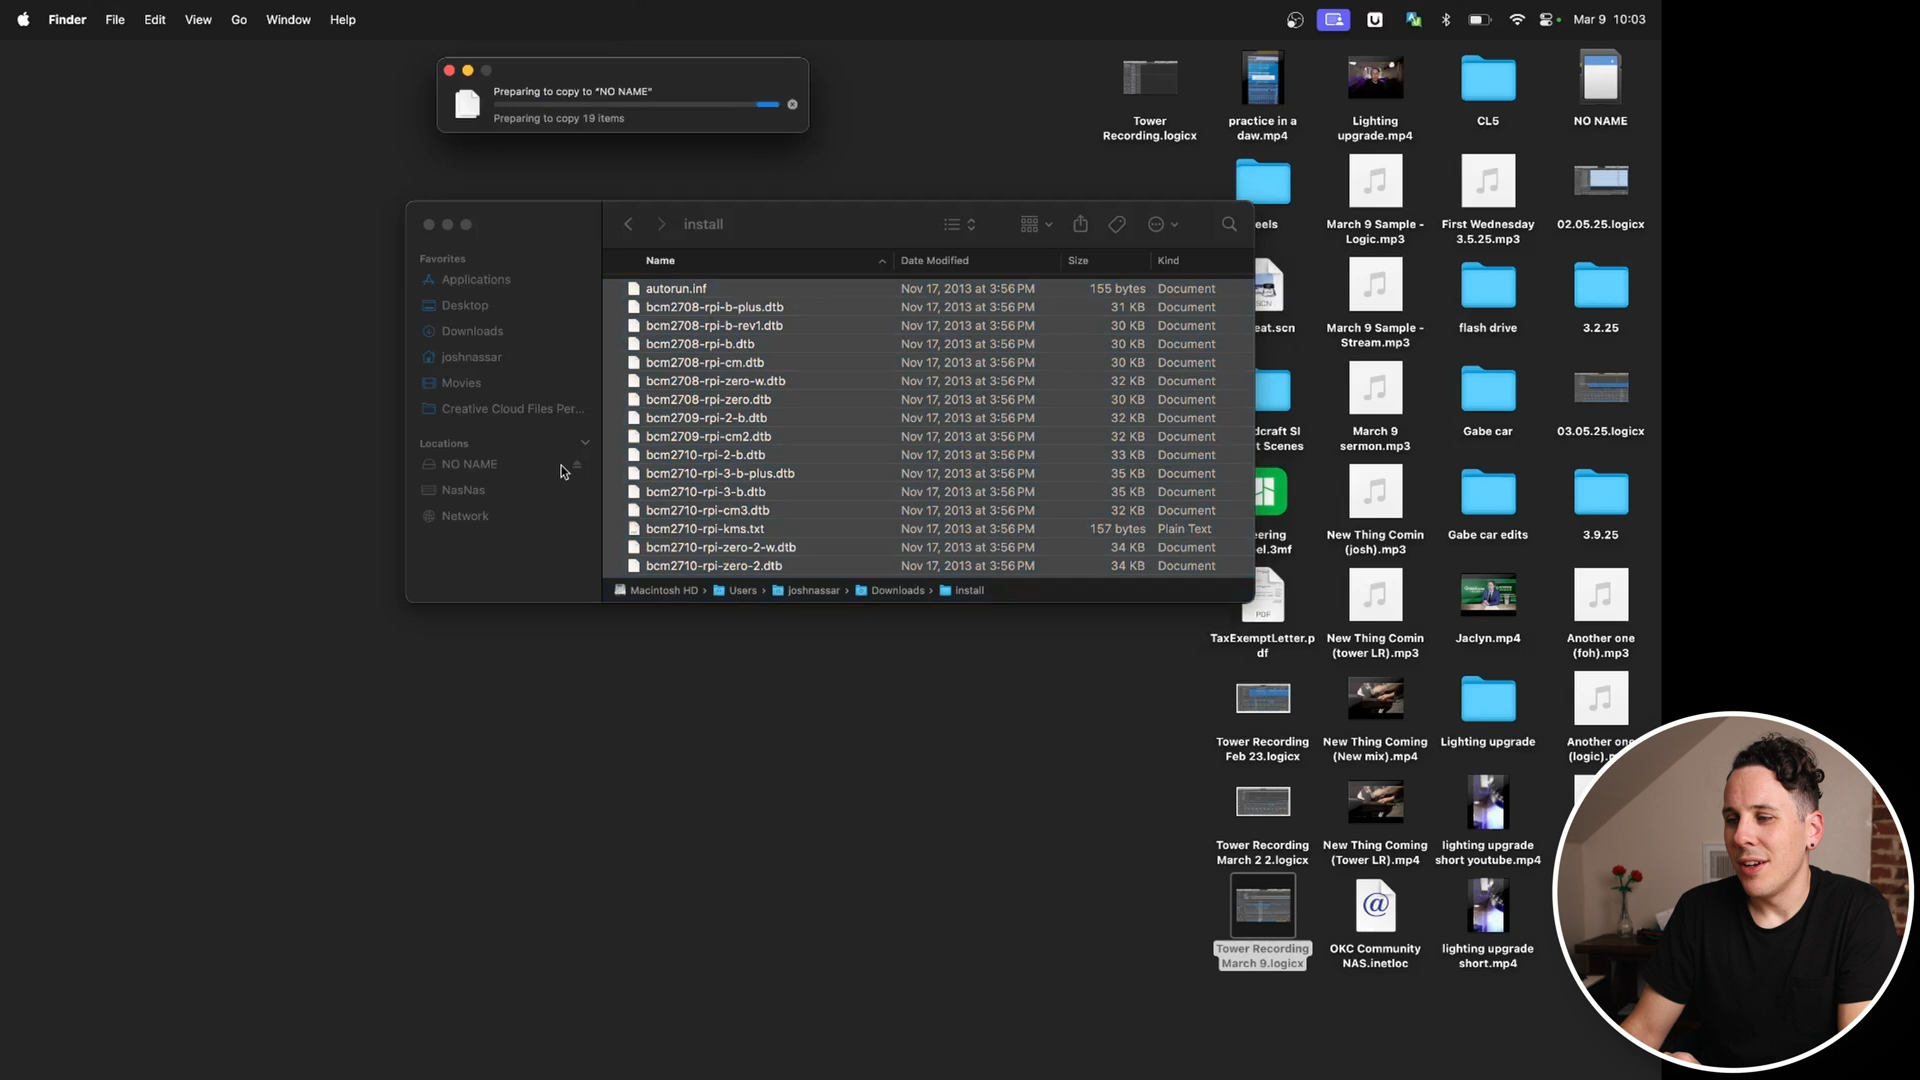 Finder File Edit View Go Window Help
Mar 9 10:03
Preparing to copy to “NO NAME”
Preparing to copy 19 items
install
Favorites
Applications
Desktop
Downloads
joshnassar
Movies
Creative Cloud Files Per...
Locations
NO NAME
NasNas
Network
Name Date Modified Size Kind
autorun.inf Nov 17, 2013 at 3:56 PM 155 bytes Document
bcm2708-rpi-b-plus.dtb Nov 17, 2013 at 3:56 PM 31 KB Document
bcm2708-rpi-b-rev1.dtb Nov 17, 2013 at 3:56 PM 30 KB Document
bcm2708-rpi-b.dtb Nov 17, 2013 at 3:56 PM 30 KB Document
bcm2708-rpi-cm.dtb Nov 17, 2013 at 3:56 PM 30 KB Document
bcm2708-rpi-zero-w.dtb Nov 17, 2013 at 3:56 PM 32 KB Document
bcm2708-rpi-zero.dtb Nov 17, 2013 at 3:56 PM 30 KB Document
bcm2709-rpi-2-b.dtb Nov 17, 2013 at 3:56 PM 32 KB Document
bcm2709-rpi-cm2.dtb Nov 17, 2013 at 3:56 PM 32 KB Document
bcm2710-rpi-2-b.dtb Nov 17, 2013 at 3:56 PM 33 KB Document
bcm2710-rpi-3-b-plus.dtb Nov 17, 2013 at 3:56 PM 35 KB Document
bcm2710-rpi-3-b.dtb Nov 17, 2013 at 3:56 PM 35 KB Document
bcm2710-rpi-cm3.dtb Nov 17, 2013 at 3:56 PM 32 KB Document
bcm2710-rpi-kms.txt Nov 17, 2013 at 3:56 PM 157 bytes Plain Text
bcm2710-rpi-zero-2-w.dtb Nov 17, 2013 at 3:56 PM 34 KB Document
bcm2710-rpi-zero-2.dtb Nov 17, 2013 at 3:56 PM 34 KB Document
Macintosh HD › Users › joshnassar › Downloads › install
Tower
Recording.logicx
practice in a
daw.mp4
Lighting
upgrade.mp4
CL5
NO NAME
eels
March 9 Sample -
Logic.mp3
First Wednesday
3.5.25.mp3
02.05.25.logicx
SCN
eat.scn
March 9 Sample -
Stream.mp3
flash drive
3.2.25
dcraft SI
t Scenes
March 9
sermon.mp3
Gabe car
03.05.25.logicx
eering
el.3mf
New Thing Comin
(josh).mp3
Gabe car edits
3.9.25
PDF
TaxExemptLetter.p
df
New Thing Comin
(tower LR).mp3
Jaclyn.mp4
Another one
(foh).mp3
Tower Recording
Feb 23.logicx
New Thing Coming
(New mix).mp4
Lighting upgrade
Another one
(logic).
Tower Recording
March 2 2.logicx
New Thing Coming
(Tower LR).mp4
lighting upgrade
short youtube.mp4
Tower Recording
March 9.logicx
@
OKC Community
NAS.inetloc
lighting upgrade
short.mp4